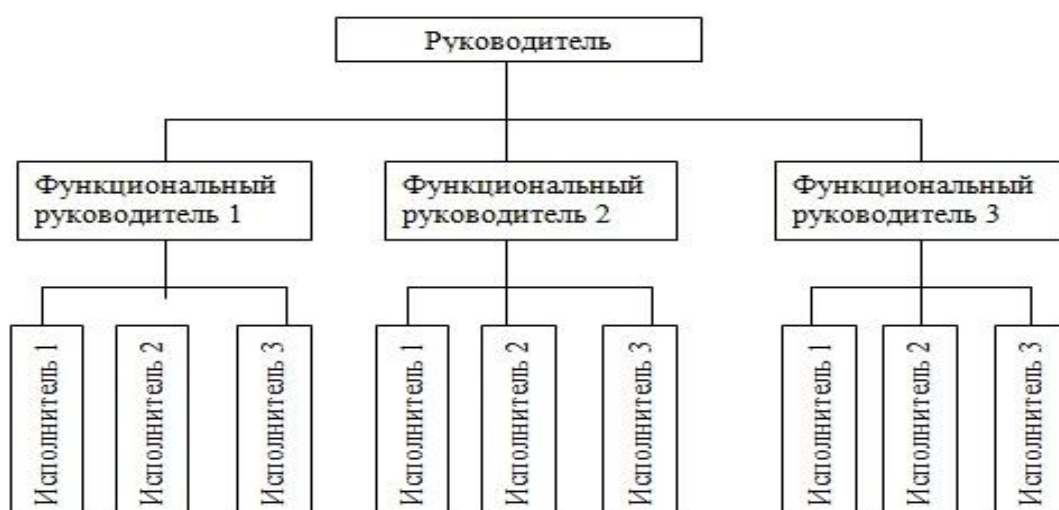 Руководитель
Функциональный
руководитель 1
Функциональный
руководитель 2
Функциональный
руководитель 3
Исполнитель 1
Исполнитель 2
Исполнитель 3
Исполнитель 1
Исполнитель 2
Исполнитель 3
Исполнитель 1
Исполнитель 2
Исполнитель 3